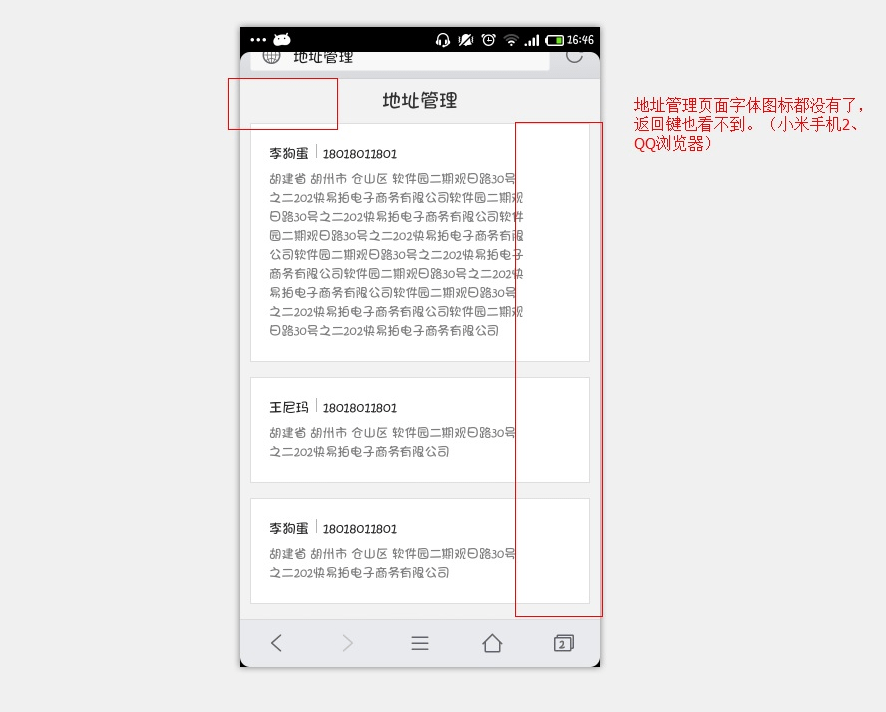 16:46
地址管理
地址管理
地址管理页面字体图标都没有了，
返回键也看不到。（小米手机2、
QQ浏览器）
李狗蛋 18018011801
胡建省 胡州市 仓山区 软件园二期观日路30号
之二202快易拍电子商务有限公司软件园二期观
日路30号之二202快易拍电子商务有限公司软件
园二期观日路30号之二202快易拍电子商务有限
公司软件园二期观日路30号之二202快易拍电子
商务有限公司软件园二期观日路30号之二202快
易拍电子商务有限公司软件园二期观日路30号
之二202快易拍电子商务有限公司软件园二期观
日路30号之二202快易拍电子商务有限公司
王尼玛 18018011801
胡建省 胡州市 仓山区 软件园二期观日路30号
之二202快易拍电子商务有限公司
李狗蛋 18018011801
胡建省 胡州市 仓山区 软件园二期观日路30号
之二202快易拍电子商务有限公司
2